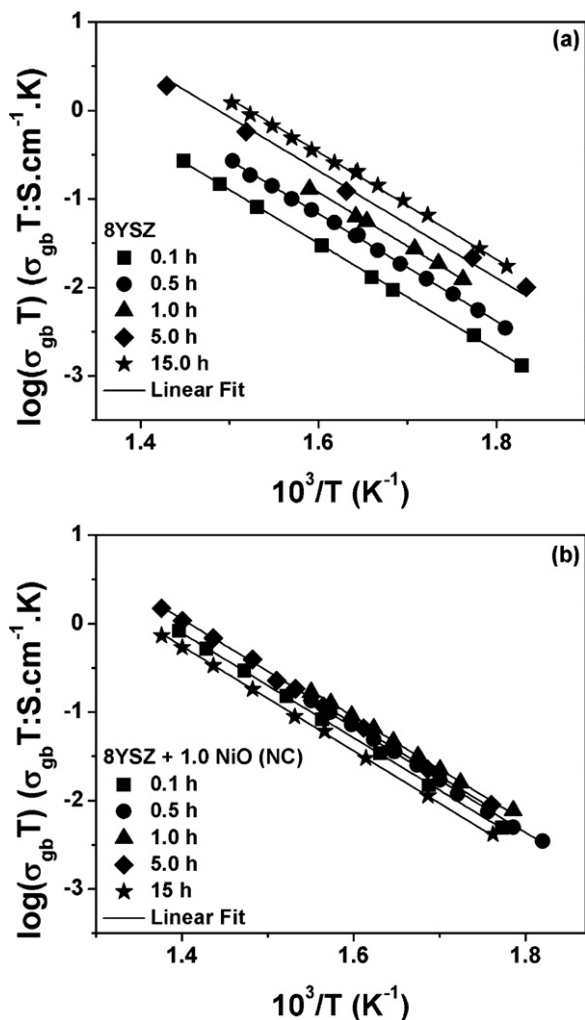 (a)
1
0
-1
-2
-3
log(σgbT) (σgbT:S.cm-1.K)
8YSZ
0.1 h
0.5 h
1.0 h
5.0 h
15.0 h
Linear Fit
1.4 1.6 1.8
10³/T (K-1)
(b)
1
0
-1
-2
-3
log(σgbT) (σgbT:S.cm-1.K)
8YSZ + 1.0 NiO (NC)
0.1 h
0.5 h
1.0 h
5.0 h
15 h
Linear Fit
1.4 1.6 1.8
10³/T (K-1)